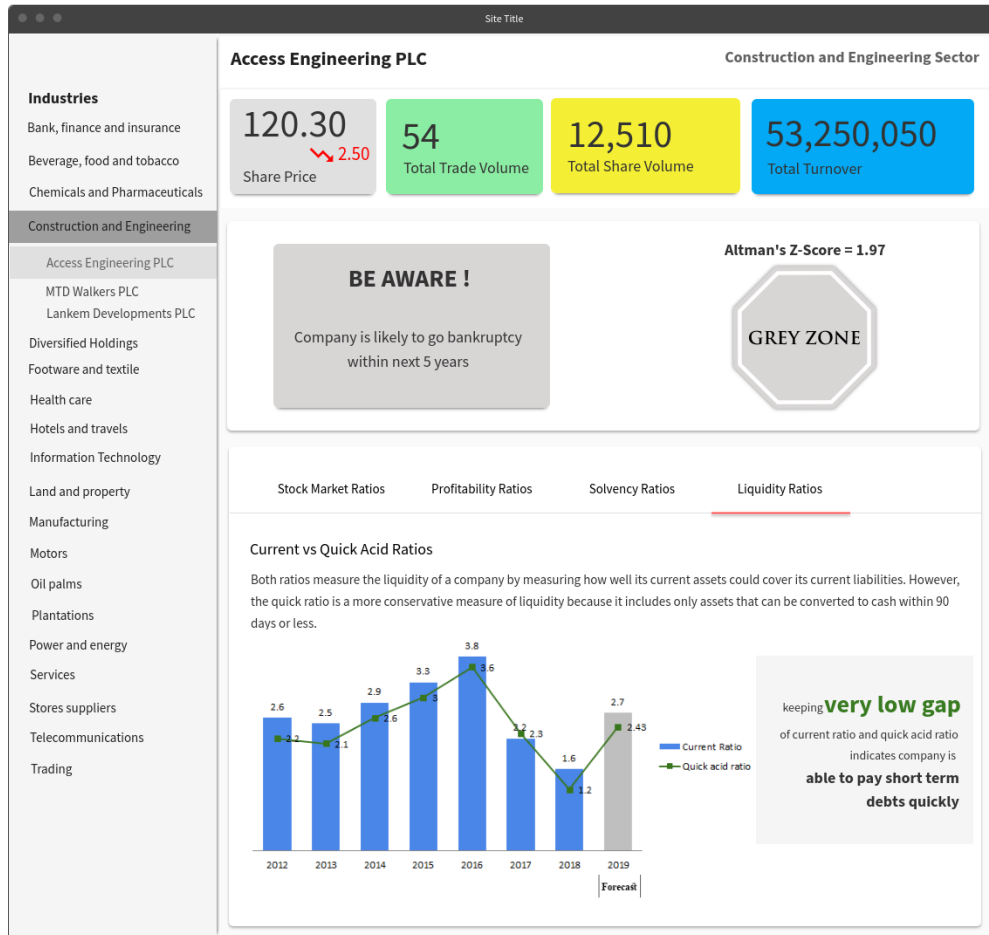 Site Title
Industries
Bank, finance and insurance
Beverage, food and tobacco
Chemicals and Pharmaceuticals
Construction and Engineering
Access Engineering PLC
MTD Walkers PLC
Lankem Developments PLC
Diversified Holdings
Footware and textile
Health care
Hotels and travels
Information Technology
Land and property
Manufacturing
Motors
Oil palms
Plantations
Power and energy
Services
Stores suppliers
Telecommunications
Trading
Access Engineering PLC
Construction and Engineering Sector
120.30
2.50
Share Price
54
Total Trade Volume
12,510
Total Share Volume
53,250,050
Total Turnover
BE AWARE !
Company is likely to go bankruptcy
within next 5 years
Altman's Z-Score = 1.97
GREY ZONE
Stock Market Ratios
Profitability Ratios
Solvency Ratios
Liquidity Ratios
Current vs Quick Acid Ratios
Both ratios measure the liquidity of a company by measuring how well its current assets could cover its current liabilities. However,
the quick ratio is a more conservative measure of liquidity because it includes only assets that can be converted to cash within 90
days or less.
2.6 2.5 2.9 3.3 3.8 2.2 1.6 2.7
2.2 2.1 2.6 3 3.6 2.3 1.2 2.43
2012 2013 2014 2015 2016 2017 2018 2019
Forecast
Current Ratio
Quick acid ratio
keeping very low gap
of current ratio and quick acid ratio
indicates company is
able to pay short term
debts quickly